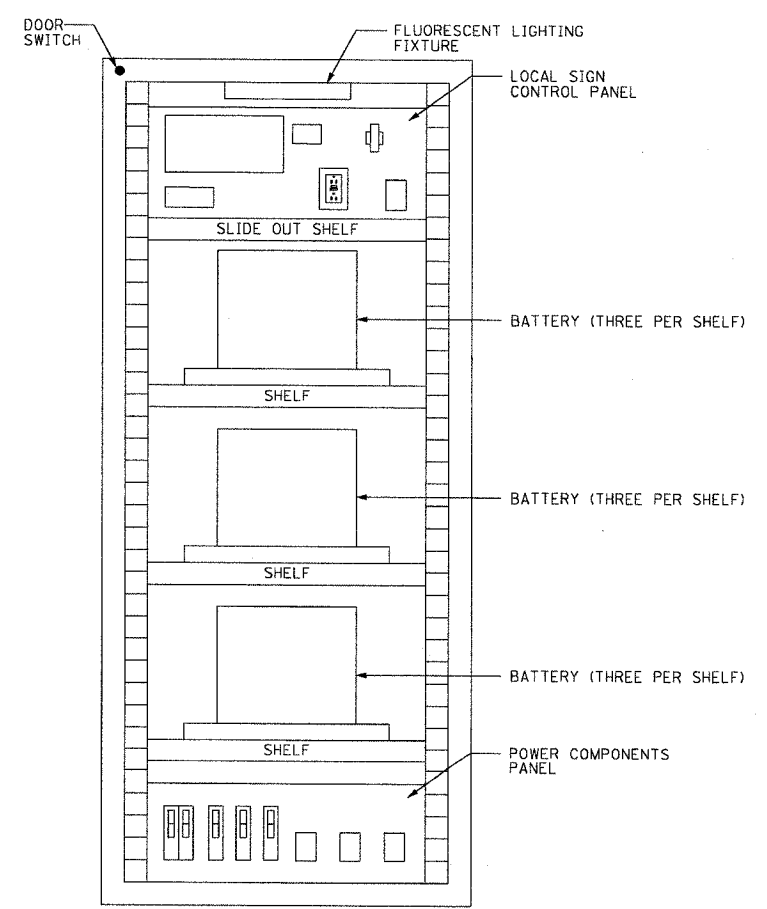 DOOR
SWITCH
FLUORESCENT LIGHTING
FIXTURE
LOCAL SIGN
CONTROL PANEL
SLIDE OUT SHELF
BATTERY (THREE PER SHELF)
SHELF
BATTERY (THREE PER SHELF)
SHELF
BATTERY (THREE PER SHELF)
SHELF
POWER COMPONENTS
PANEL